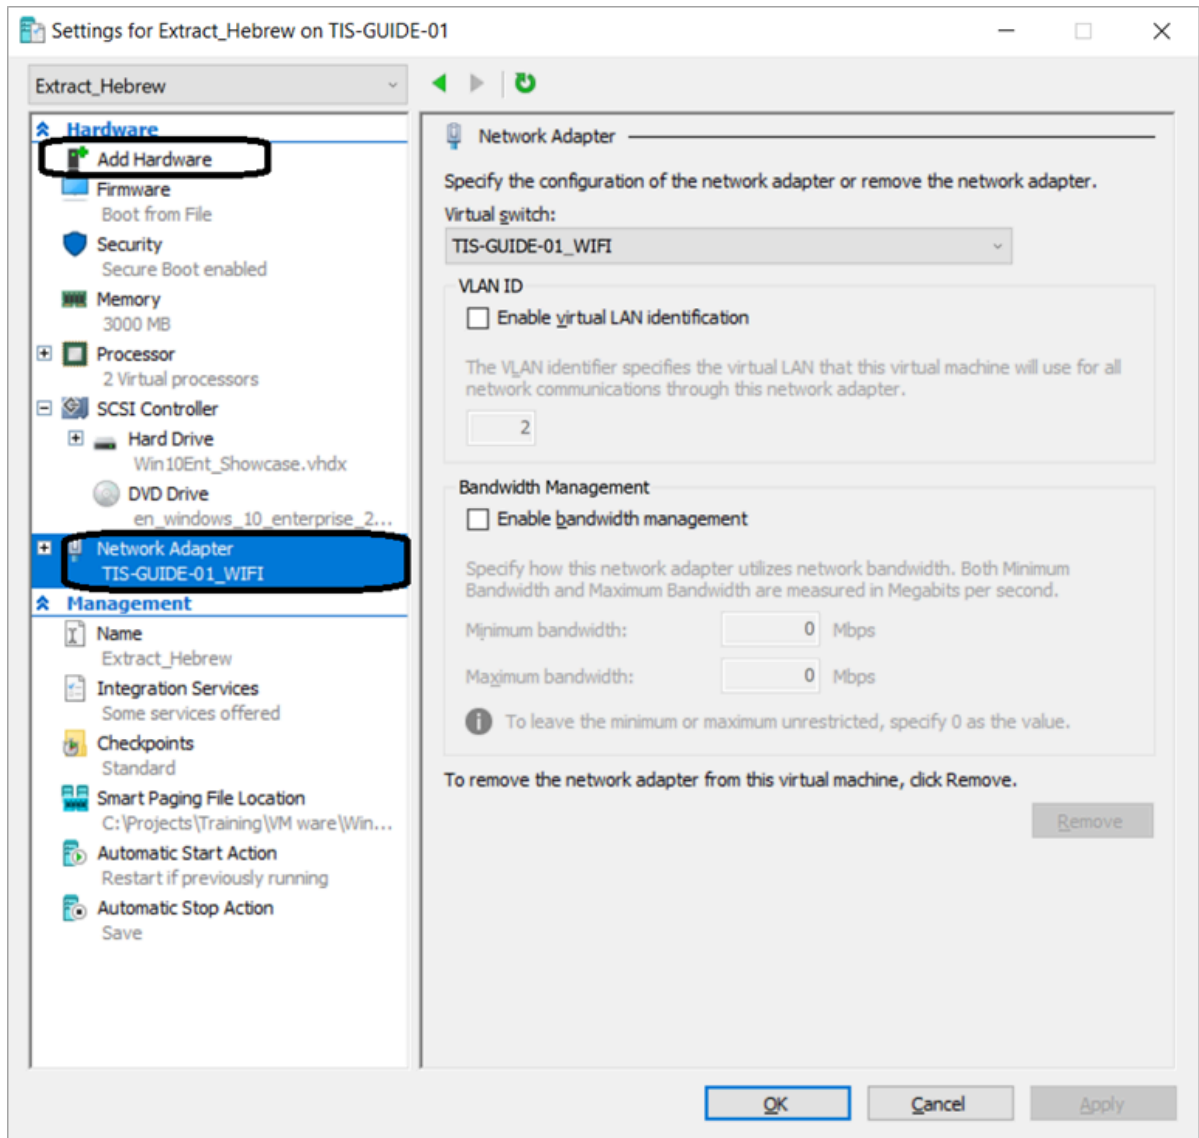 Settings for Extract_Hebrew on TIS-GUIDE-01
Extract_Hebrew
Hardware
Add Hardware
Firmware
Boot from File
Security
Secure Boot enabled
Memory
3000 MB
Processor
2 Virtual processors
SCSI Controller
Hard Drive
Win10Ent_Showcase.vhdx
DVD Drive
en_windows_10_enterprise_2...
Network Adapter
TIS-GUIDE-01_WIFI
Management
Name
Extract_Hebrew
Integration Services
Some services offered
Checkpoints
Standard
Smart Paging File Location
C:\Projects\Training\VM ware\Win...
Automatic Start Action
Restart if previously running
Automatic Stop Action
Save
Network Adapter
Specify the configuration of the network adapter or remove the network adapter.
Virtual switch:
TIS-GUIDE-01_WIFI
VLAN ID
Enable virtual LAN identification
The VLAN identifier specifies the virtual LAN that this virtual machine will use for all
network communications through this network adapter.
2
Bandwidth Management
Enable bandwidth management
Specify how this network adapter utilizes network bandwidth. Both Minimum
Bandwidth and Maximum Bandwidth are measured in Megabits per second.
Minimum bandwidth: 0 Mbps
Maximum bandwidth: 0 Mbps
To leave the minimum or maximum unrestricted, specify 0 as the value.
To remove the network adapter from this virtual machine, click Remove.
Remove
OK Cancel Apply